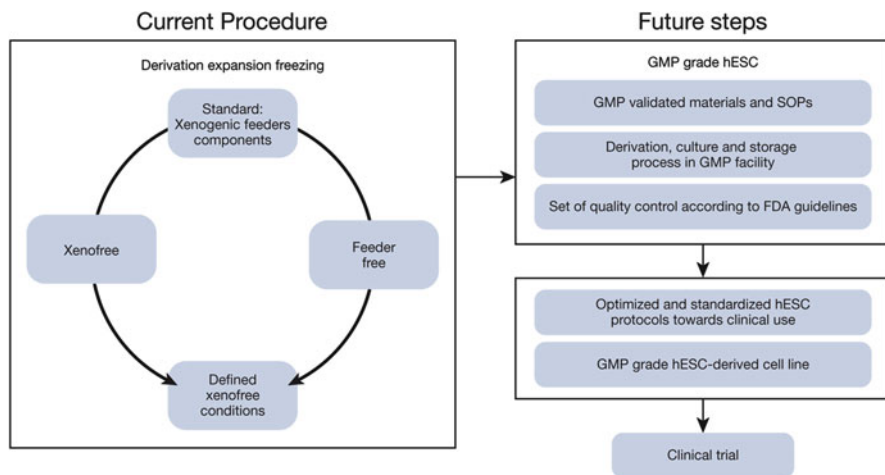 Current Procedure
Derivation expansion freezing
Standard:
Xenogenic feeders
components
Xenofree
Feeder
free
Defined
xenofree
conditions
Future steps
GMP grade hESC
GMP validated materials and SOPs
Derivation, culture and storage
process in GMP facility
Set of quality control according to FDA guidelines
Optimized and standardized hESC
protocols towards clinical use
GMP grade hESC-derived cell line
Clinical trial